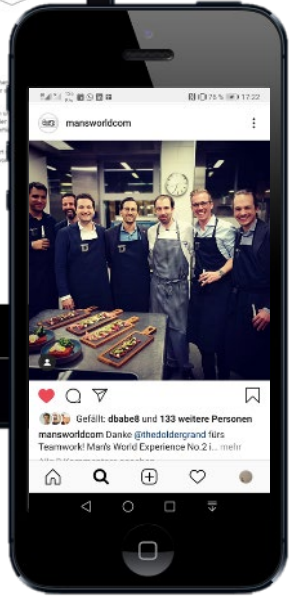 75 % 17:22
mansworldcom
Gefällt: dbabe8 und 133 weitere Personen
mansworldcom Danke @thedoldergrand fürs
Teamwork! Man's World Experience No.2 i... mehr